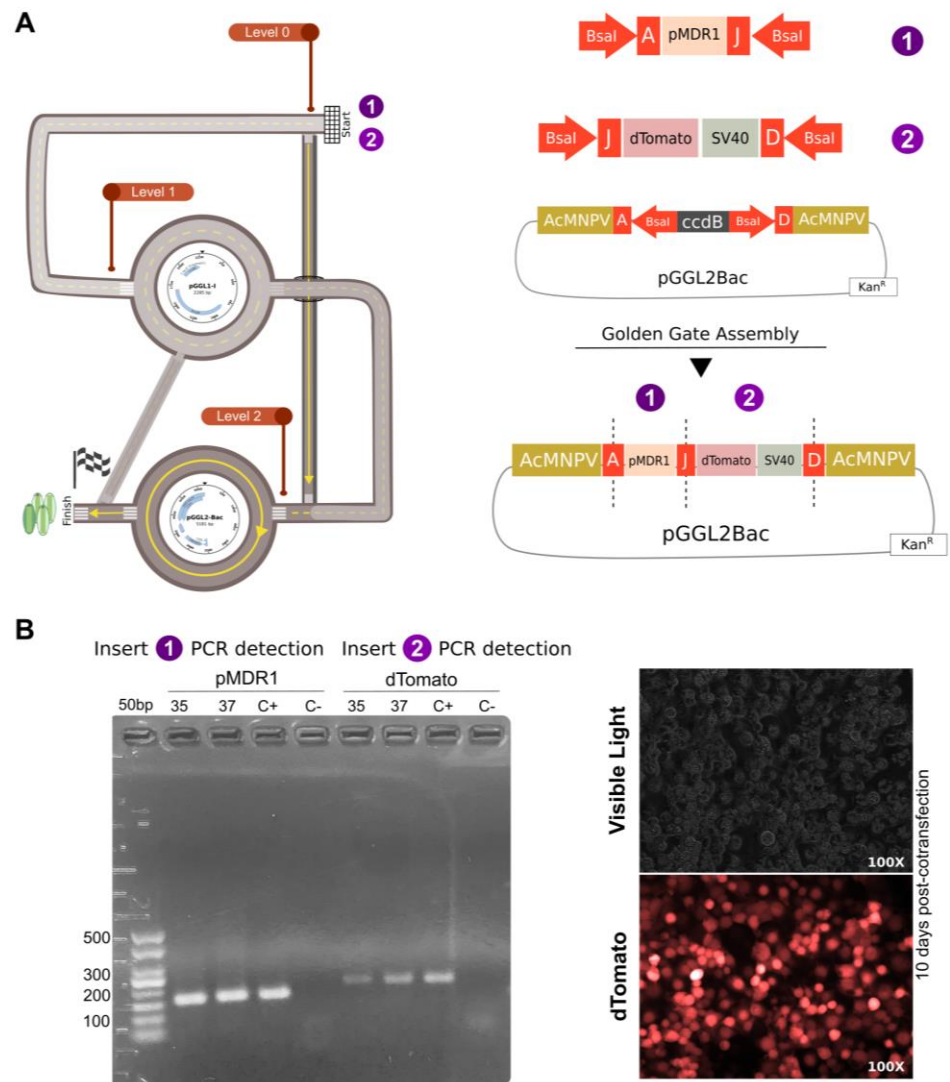 A
Level 0
Start
1
2
Level 1
pGGL1-I
Level 2
pGGL2-Bac
Finish
BsaI A pMDR1 J BsaI
1
BsaI J dTomato SV40 D BsaI
2
AcMNPV A BsaI ccdB BsaI D AcMNPV
pGGL2Bac
KanR
Golden Gate Assembly
1 2
AcMNPV A pMDR1 J dTomato SV40 D AcMNPV
pGGL2Bac
KanR
B
Insert 1 PCR detection Insert 2 PCR detection
pMDR1 dTomato
50bp 35 37 C+ C- 35 37 C+ C-
500
300
200
100
Visible Light
100X
dTomato
100X
10 days post-cotransfection